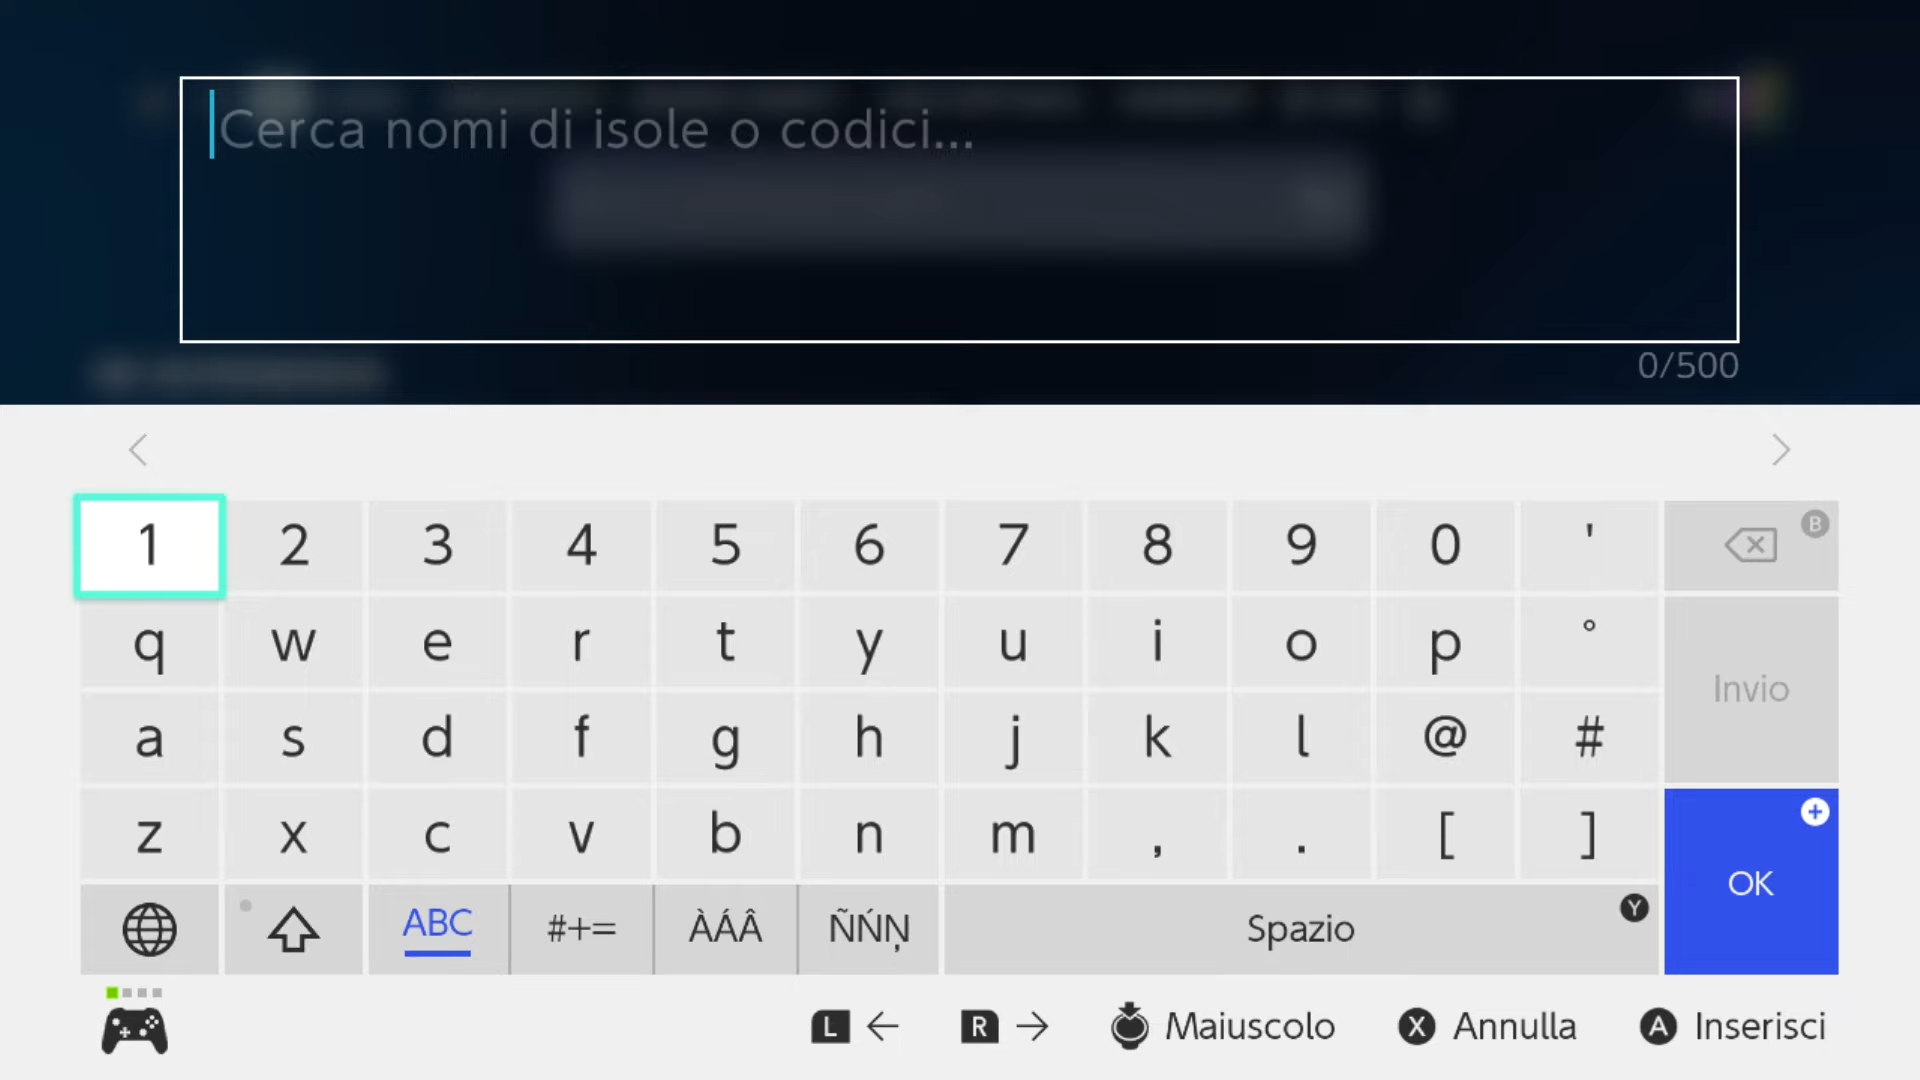 Cerca nomi di isole o codici...
0/500
1 2 3 4 5 6 7 8 9 0 ' B
q w e r t y u i o p ° Invio
a s d f g h j k l @ #
z x c v b n m , . [ ] OK
ABC #+= ÀÁÂ ÑŃŅ Spazio Y
L ← R → Maiuscolo X Annulla A Inserisci